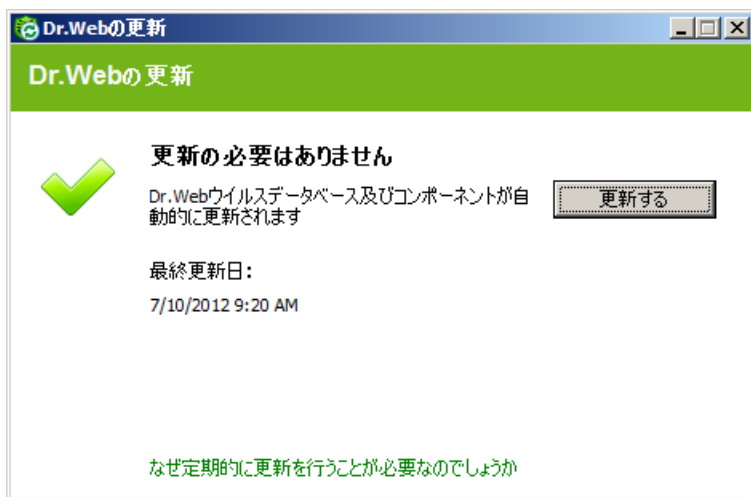 Dr.Webの更新
Dr.Webの更新
更新の必要はありません
Dr.Webウイルスデータベース及びコンポーネントが自
動的に更新されます
更新する
最終更新日：
7/10/2012 9:20 AM
なぜ定期的に更新を行うことが必要なのでしょうか